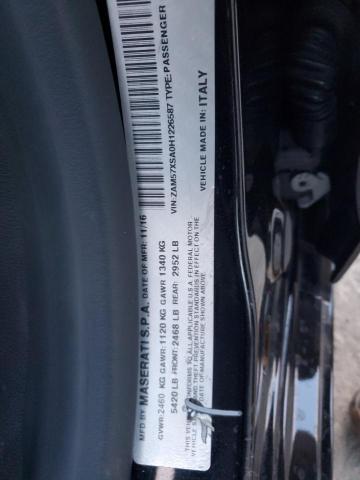 MFD BY MASERATI S.P.A. DATE OF MFR: 11/16
GVWR: 2460 KG GAWR: 1120 KG GAWR 1340 KG
5420 LB FRONT: 2468 LB REAR: 2952 LB
THIS VEHICLE CONFORMS TO ALL APPLICABLE U.S.A. FEDERAL MOTOR
VEHICLE SAFETY AND THEFT PREVENTION STANDARDS IN EFFECT ON THE
DATE OF MANUFACTURE SHOWN ABOVE.
VIN: ZAM57XSA0H1226587 TYPE: PASSENGER
VEHICLE MADE IN: ITALY